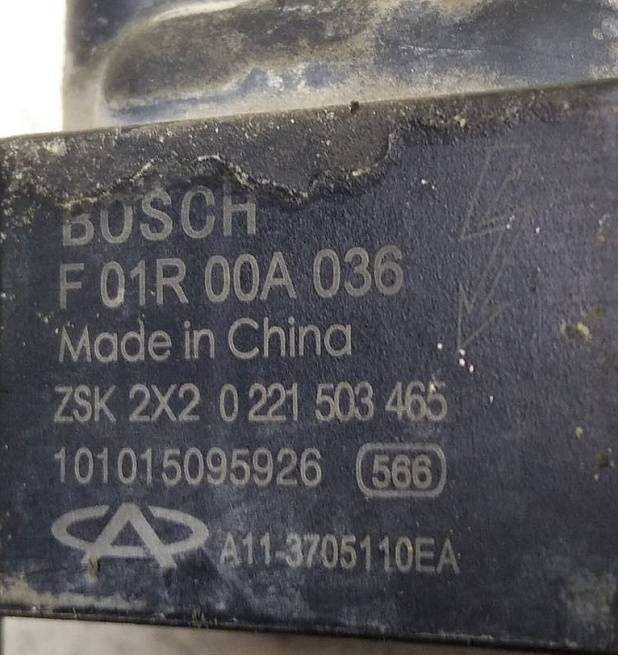 BOSCH
F 01R 00A 036
Made in China
ZSK 2X2 0 221 503 465
101015095926 566
A11-3705110EA